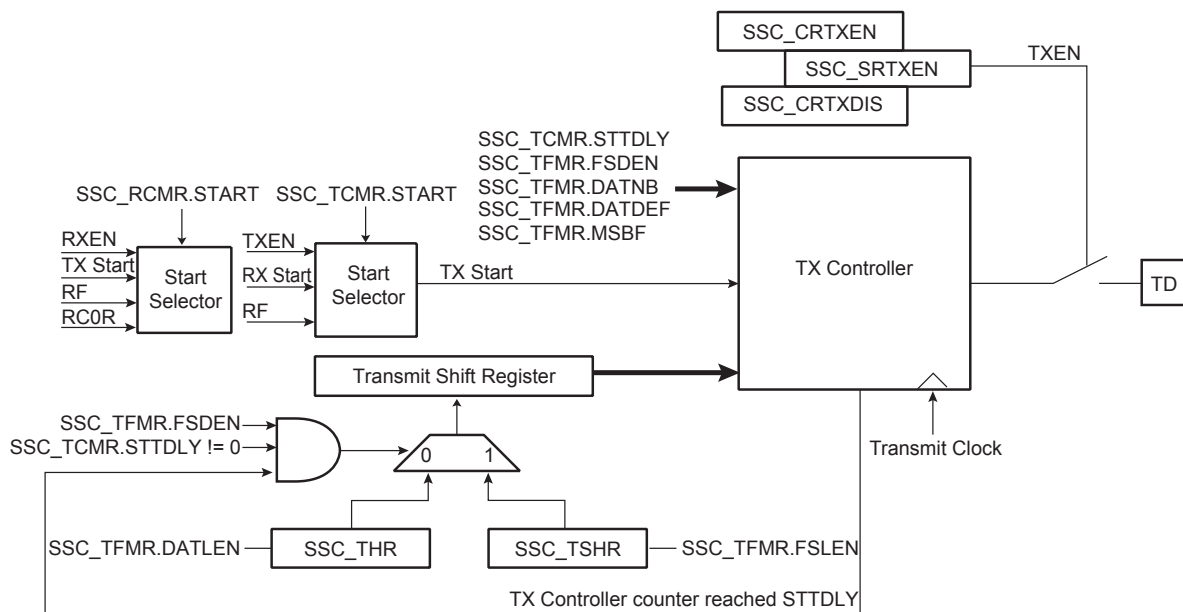 SSC_CRTXEN
SSC_SRTXEN
TXEN
SSC_CRTXDIS
SSC_TCMR.STTDLY
SSC_TFMR.FSDEN
SSC_TFMR.DATNB
SSC_TFMR.DATDEF
SSC_TFMR.MSBF
SSC_RCMR.START
SSC_TCMR.START
RXEN
TX Start
RF
RC0R
Start
Selector
TXEN
RX Start
RF
Start
Selector
TX Start
TX Controller
TD
Transmit Shift Register
Transmit Clock
SSC_TFMR.FSDEN
SSC_TCMR.STTDLY != 0
0
1
SSC_TFMR.DATLEN
SSC_THR
SSC_TSHR
SSC_TFMR.FSLEN
TX Controller counter reached STTDLY